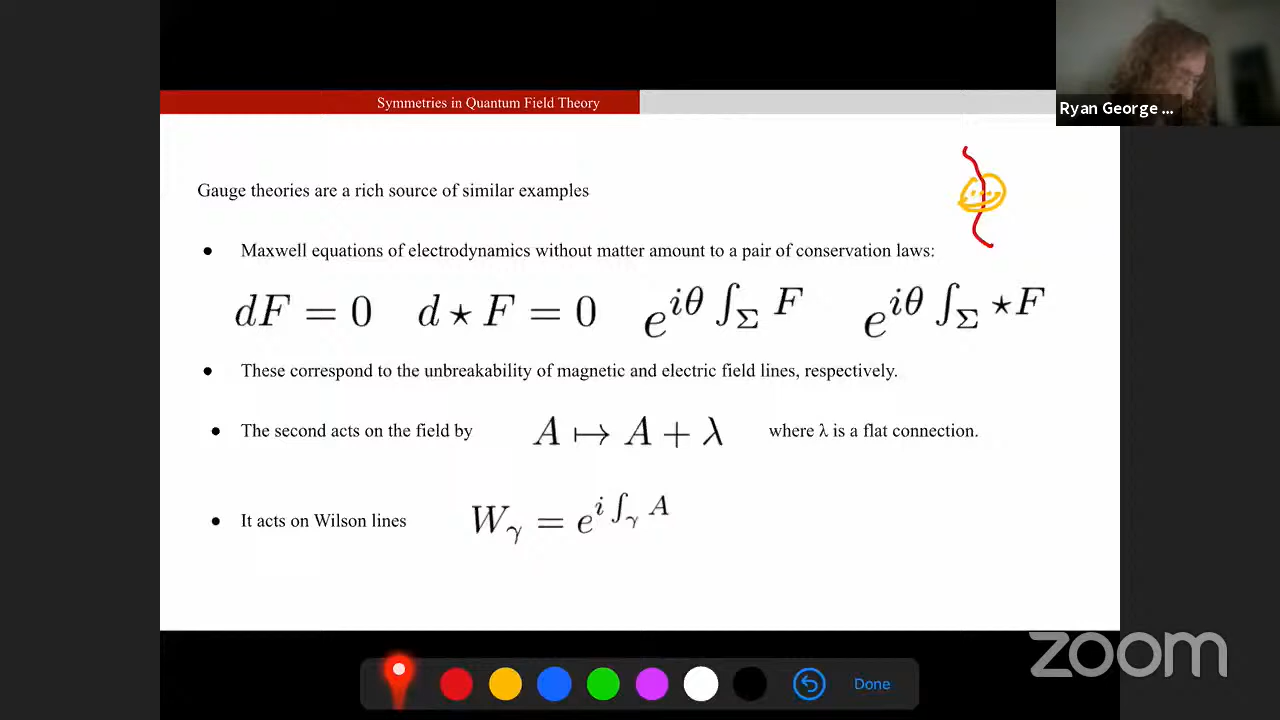 Symmetries in Quantum Field Theory
Ryan George ...
Gauge theories are a rich source of similar examples
● Maxwell equations of electrodynamics without matter amount to a pair of conservation laws:
dF = 0 d ⋆ F = 0 e^{iθ ∫_Σ F} e^{iθ ∫_Σ ⋆F}
● These correspond to the unbreakability of magnetic and electric field lines, respectively.
● The second acts on the field by A ↦ A + λ where λ is a flat connection.
● It acts on Wilson lines W_γ = e^{i ∫_γ A}
zoom
Done